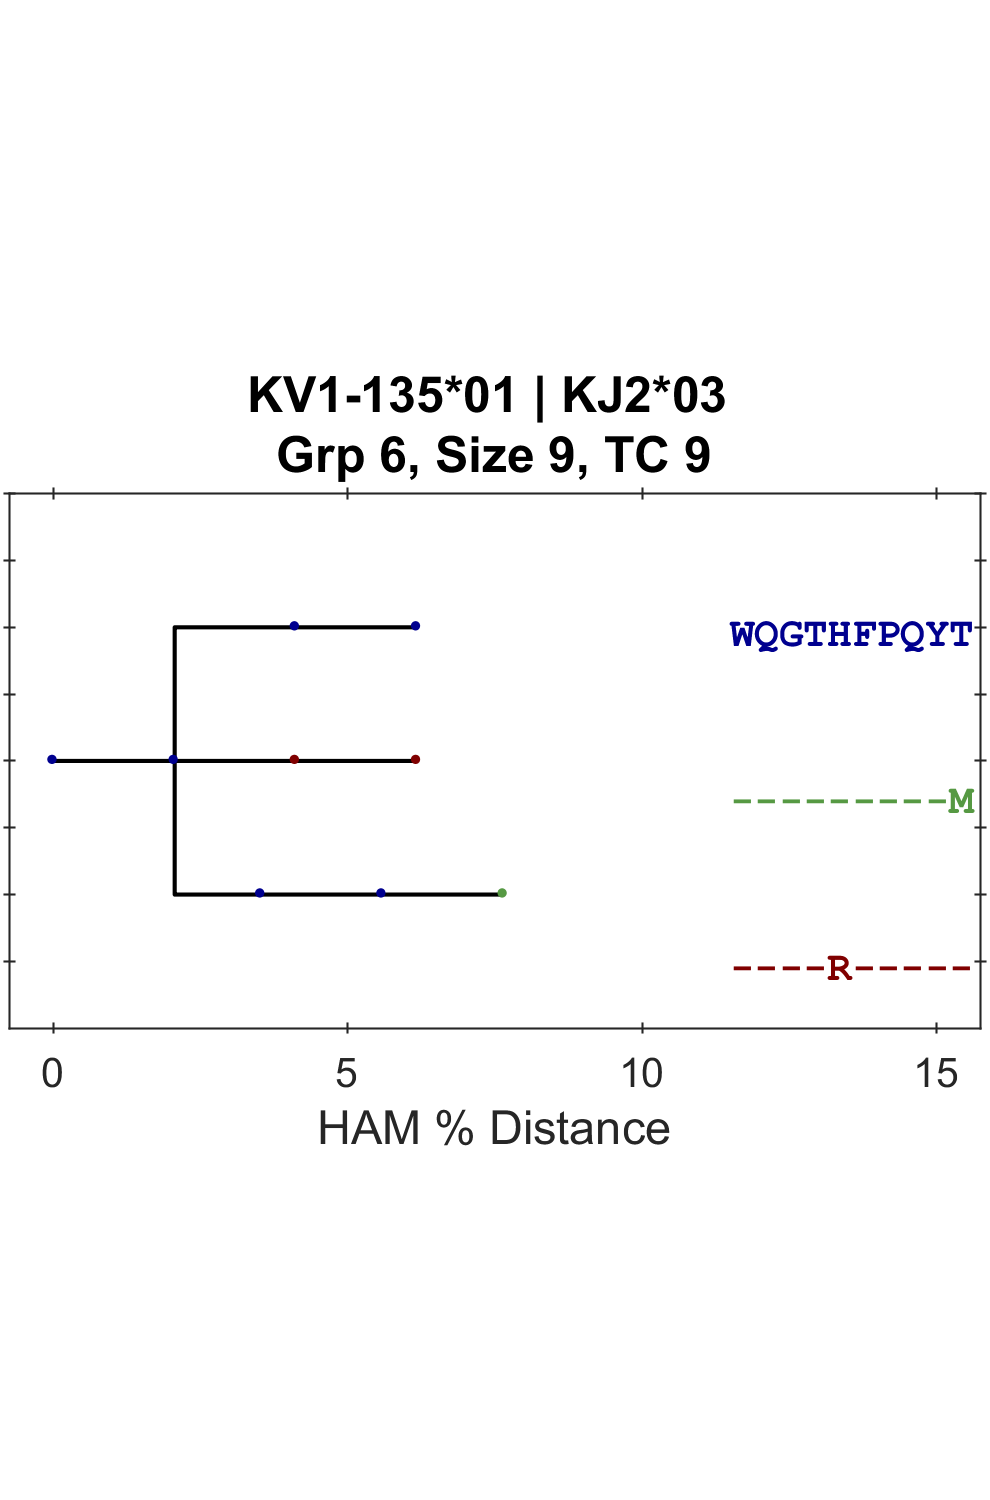 KV1-135*01 | KJ2*03
Grp 6, Size 9, TC 9
WQGTHFPQYT
---------M
----R-----
0 5 10 15
HAM % Distance